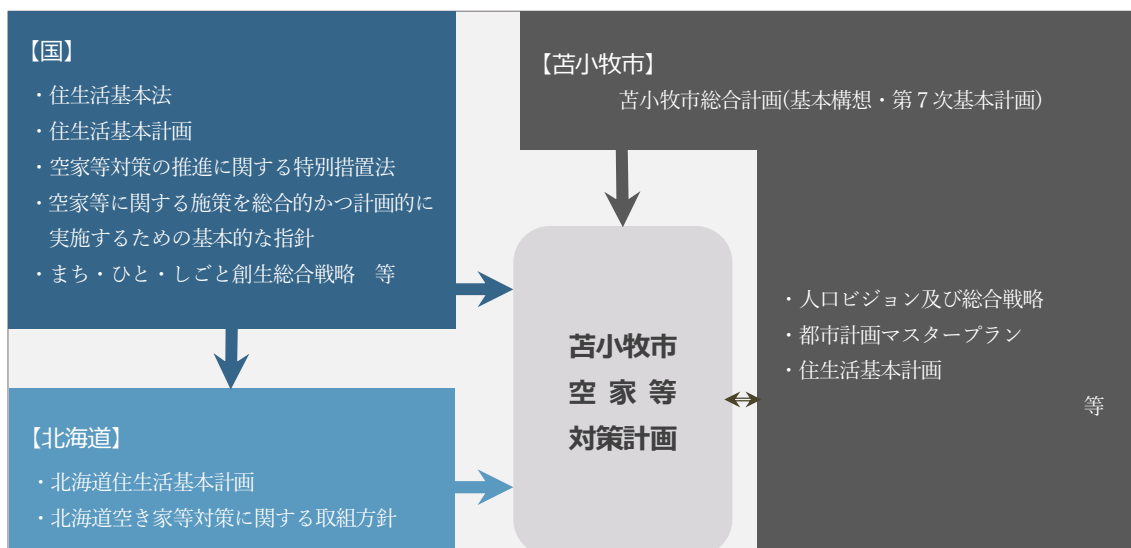 【国】
・住生活基本法
・住生活基本計画
・空家等対策の推進に関する特別措置法
・空家等に関する施策を総合的かつ計画的に
実施するための基本的な指針
・まち・ひと・しごと創生総合戦略　等
【苫小牧市】
苫小牧市総合計画(基本構想・第７次基本計画)
苫小牧市
空 家 等
対策計画
・人口ビジョン及び総合戦略
・都市計画マスタープラン
・住生活基本計画
等
【北海道】
・北海道住生活基本計画
・北海道空き家等対策に関する取組方針